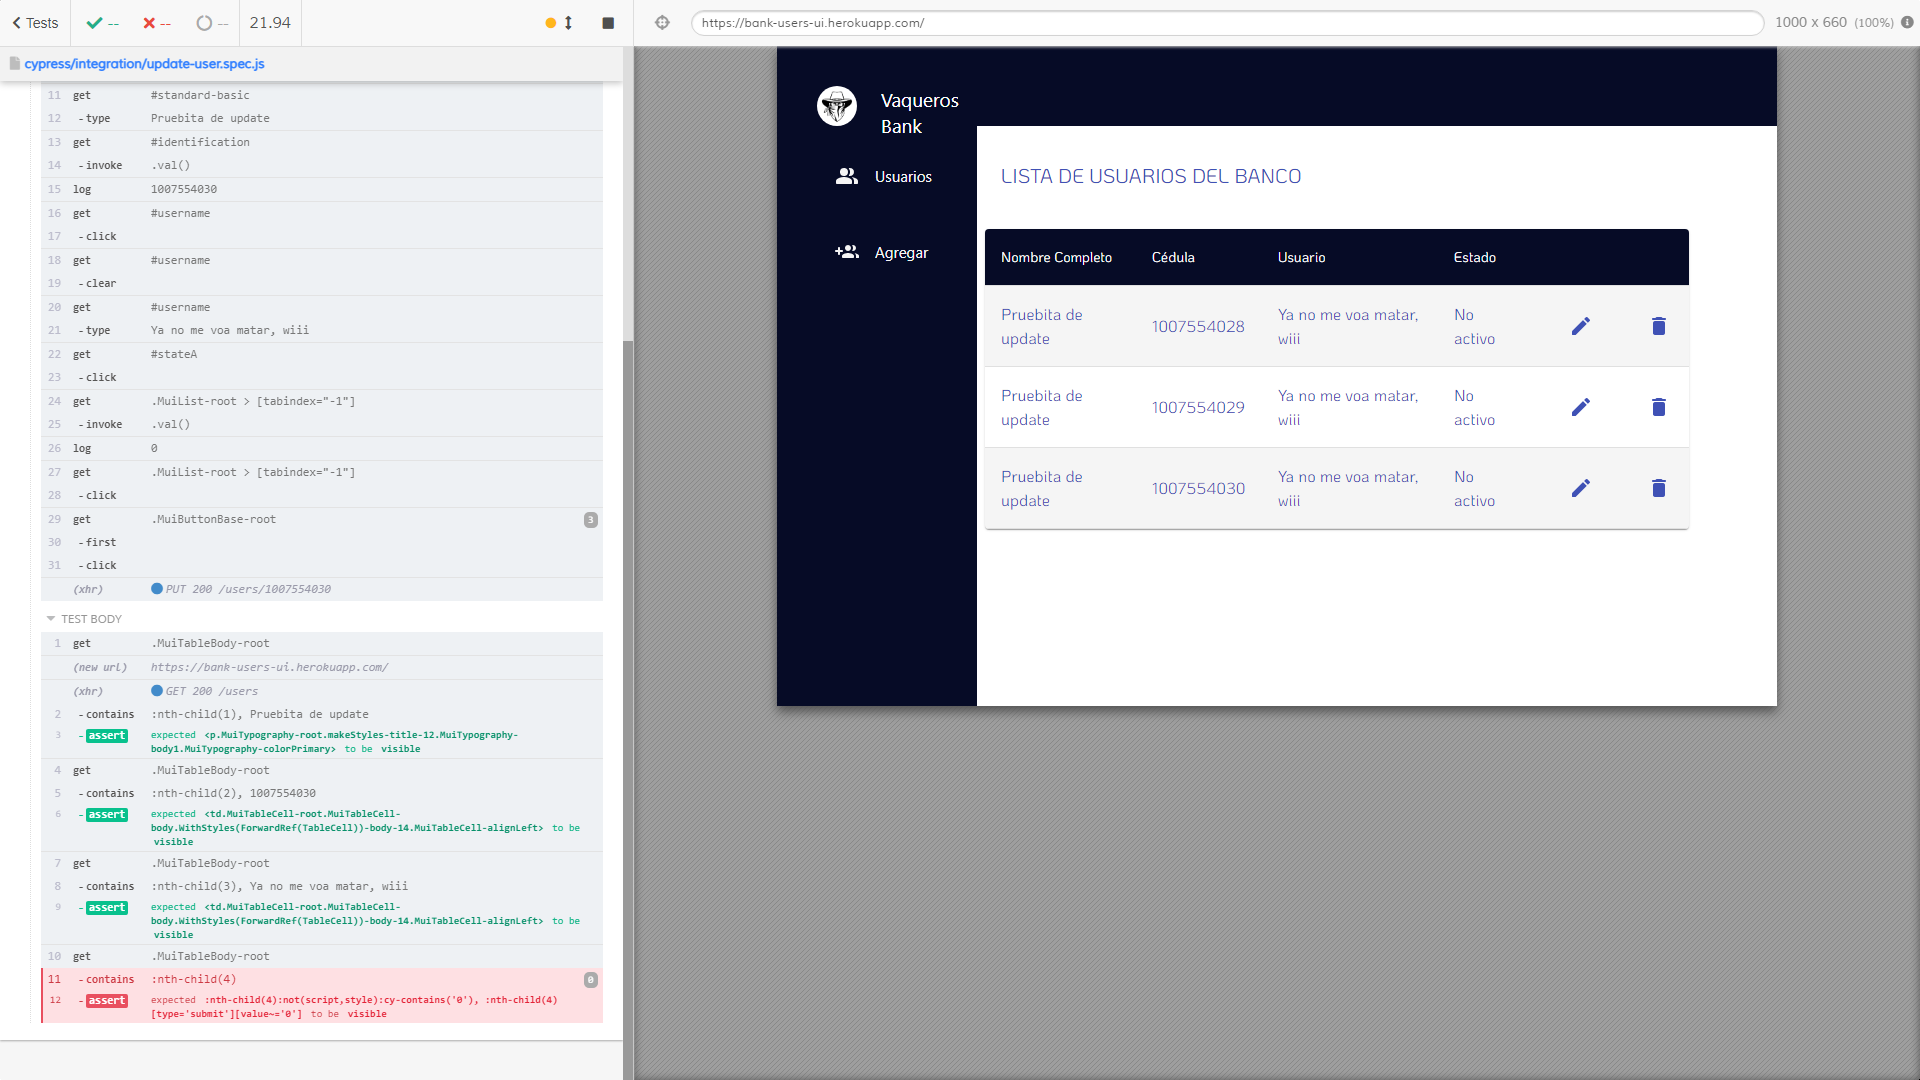 Tests
--
--
--
21.94
https://bank-users-ui.herokuapp.com/
1000 x 660 (100%)
cypress/integration/update-user.spec.js
11 get #standard-basic
12 -type Pruebita de update
13 get #identification
14 -invoke .val()
15 log 1007554030
16 get #username
17 -click
18 get #username
19 -clear
20 get #username
21 -type Ya no me voa matar, wiii
22 get #stateA
23 -click
24 get .MuiList-root > [tabindex="-1"]
25 -invoke .val()
26 log 0
27 get .MuiList-root > [tabindex="-1"]
28 -click
29 get .MuiButtonBase-root 3
30 -first
31 -click
(xhr) PUT 200 /users/1007554030
TEST BODY
1 get .MuiTableBody-root
(new url) https://bank-users-ui.herokuapp.com/
(xhr) GET 200 /users
2 -contains :nth-child(1), Pruebita de update
3 -assert expected <p.MuiTypography-root.makeStyles-title-12.MuiTypography-
body1.MuiTypography-colorPrimary> to be visible
4 get .MuiTableBody-root
5 -contains :nth-child(2), 1007554030
6 -assert expected <td.MuiTableCell-root.MuiTableCell-
body.WithStyles(ForwardRef(TableCell))-body-14.MuiTableCell-alignLeft> to be
visible
7 get .MuiTableBody-root
8 -contains :nth-child(3), Ya no me voa matar, wiii
9 -assert expected <td.MuiTableCell-root.MuiTableCell-
body.WithStyles(ForwardRef(TableCell))-body-14.MuiTableCell-alignLeft> to be
visible
10 get .MuiTableBody-root
11 -contains :nth-child(4) 0
12 -assert expected :nth-child(4):not(script,style):cy-contains('0'), :nth-child(4)
[type='submit'][value~='0'] to be visible
Vaqueros
Bank
Usuarios
Agregar
LISTA DE USUARIOS DEL BANCO
Nombre Completo Cédula Usuario Estado
Pruebita de Ya no me voa matar, No
1007554028
update wiii activo
Pruebita de Ya no me voa matar, No
1007554029
update wiii activo
Pruebita de Ya no me voa matar, No
1007554030
update wiii activo